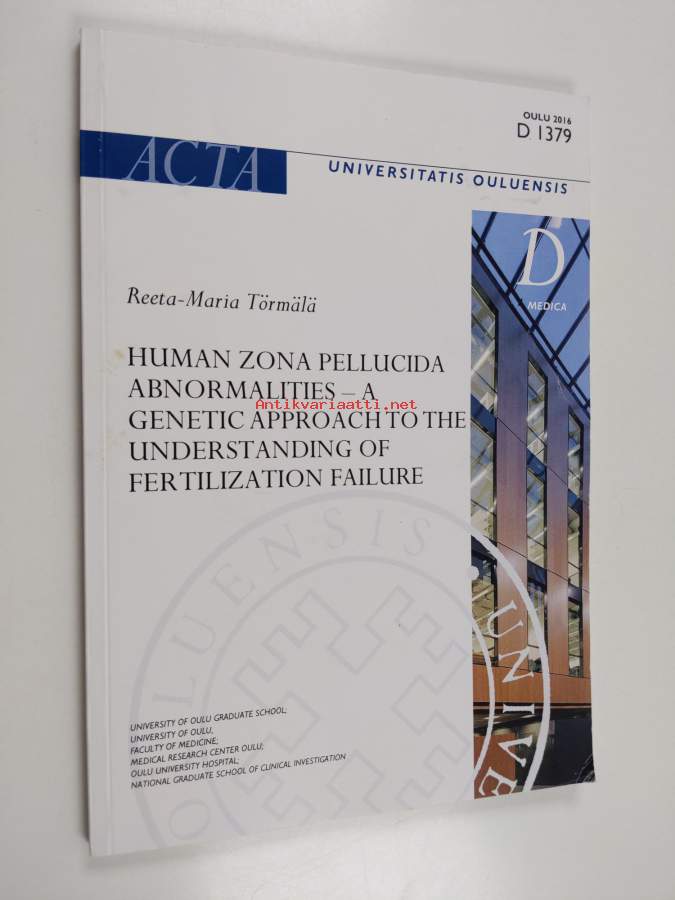 OULU 2016
D 1379
ACTA
UNIVERSITATIS OULUENSIS
D
MEDICA
Reeta-Maria Törmälä
HUMAN ZONA PELLUCIDA
ABNORMALITIES – A
GENETIC APPROACH TO THE
UNDERSTANDING OF
FERTILIZATION FAILURE
Antikvariaatti.net
OULUENSIS · UNIVE
UNIVERSITY OF OULU GRADUATE SCHOOL;
UNIVERSITY OF OULU,
FACULTY OF MEDICINE;
MEDICAL RESEARCH CENTER OULU;
OULU UNIVERSITY HOSPITAL;
NATIONAL GRADUATE SCHOOL OF CLINICAL INVESTIGATION